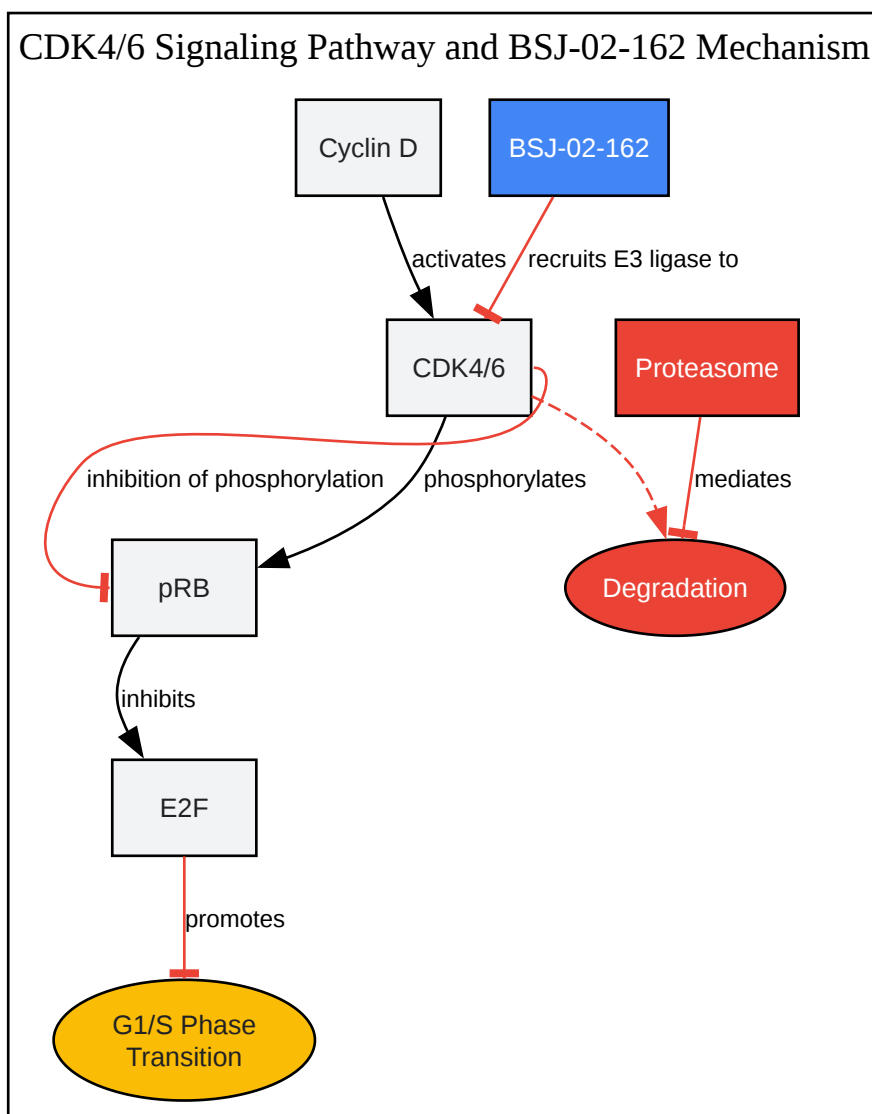 CDK4/6 Signaling Pathway and BSJ-02-162 Mechanism
Cyclin D
BSJ-02-162
activates
recruits E3 ligase to
CDK4/6
Proteasome
inhibition of phosphorylation
phosphorylates
mediates
pRB
Degradation
inhibits
E2F
promotes
G1/S Phase
Transition